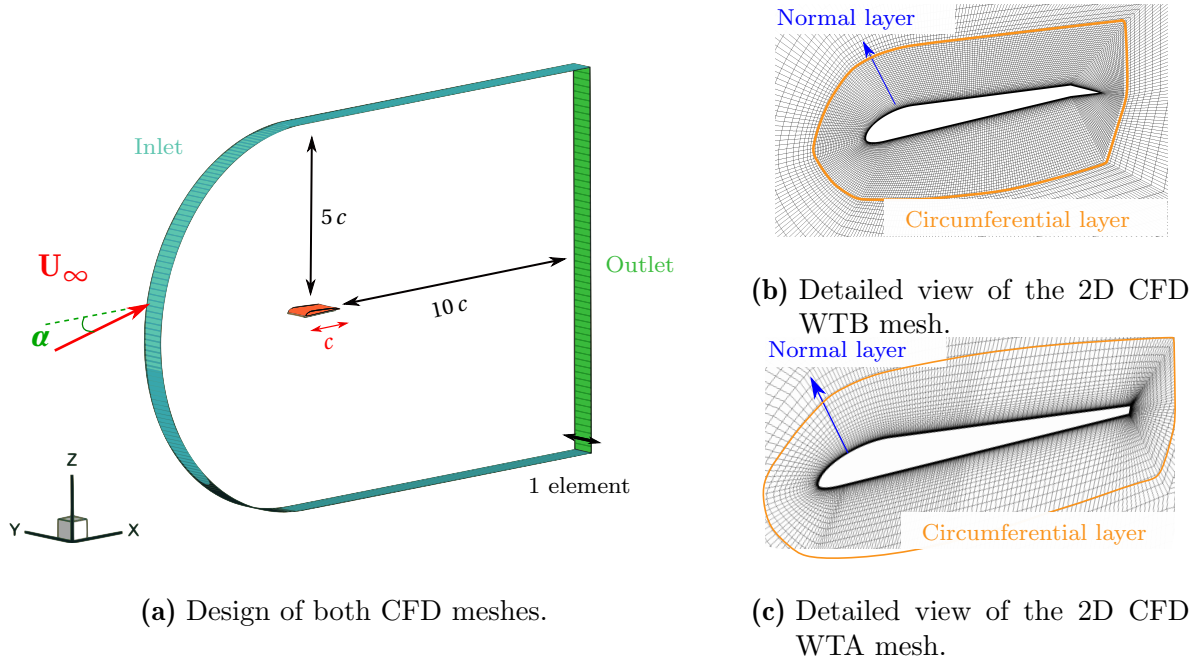 Inlet
U∞
α
5 c
10 c
c
Outlet
1 element
Z
Y
X
(a) Design of both CFD meshes.
Normal layer
Circumferential layer
(b) Detailed view of the 2D CFD
WTB mesh.
Normal layer
Circumferential layer
(c) Detailed view of the 2D CFD
WTA mesh.